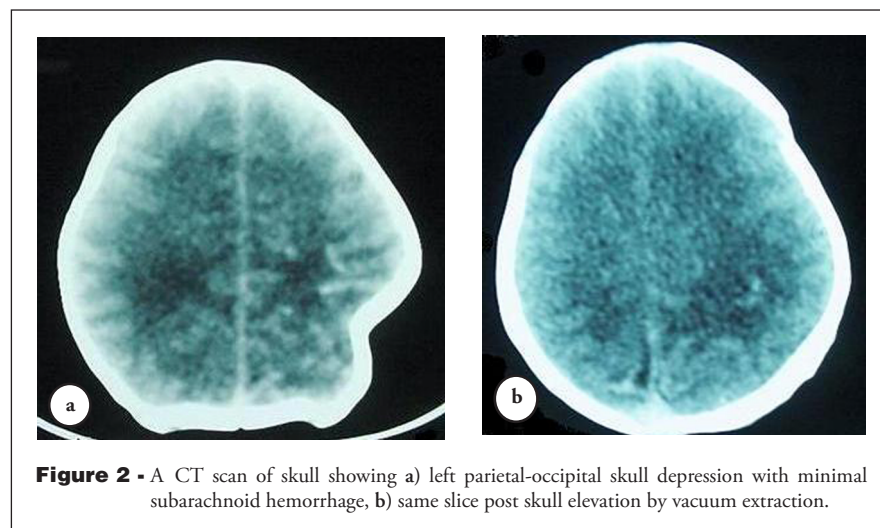 a
b
Figure 2 - A CT scan of skull showing a) left parietal-occipital skull depression with minimal
subarachnoid hemorrhage, b) same slice post skull elevation by vacuum extraction.